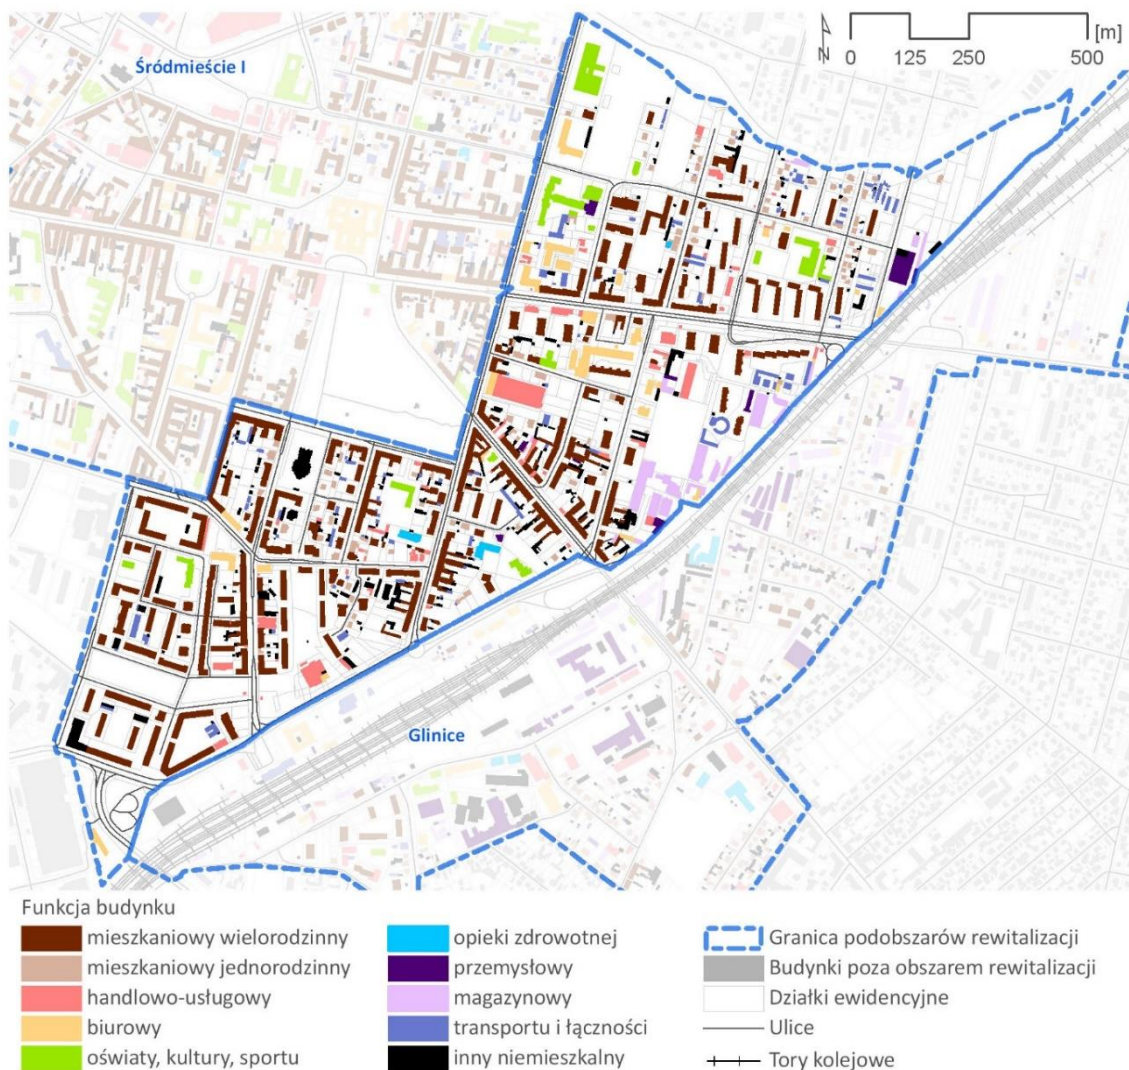 Śródmieście I
[m]
0 125 250 500
Glinice
Funkcja budynku
mieszkaniowy wielorodzinny
mieszkaniowy jednorodzinny
handlowo-usługowy
biurowy
oświaty, kultury, sportu
opieki zdrowotnej
przemysłowy
magazynowy
transportu i łączności
inny niemieszkalny
Granica podobszarów rewitalizacji
Budynki poza obszarem rewitalizacji
Działki ewidencyjne
Ulice
Tory kolejowe